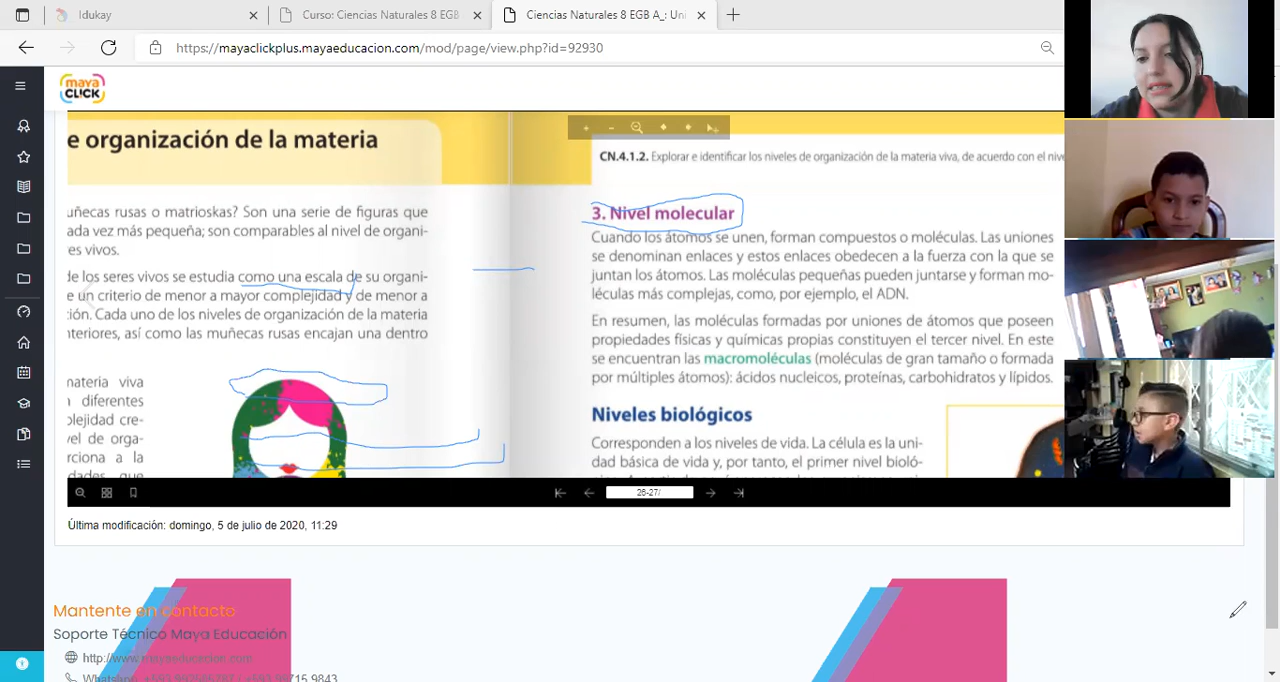 Idukay
Curso: Ciencias Naturales 8 EGB
Ciencias Naturales 8 EGB A_: Uni
https://mayaclickplus.mayaeducacion.com/mod/page/view.php?id=92930
maya
CLICK
e organización de la materia
CN.4.1.2. Explorar e identificar los niveles de organización de la materia viva, de acuerdo con el nive
uñecas rusas o matrioskas? Son una serie de figuras que
ada vez más pequeña; son comparables al nivel de organi-
es vivos.
de los seres vivos se estudia como una escala de su organi-
e un criterio de menor a mayor complejidad y de menor a
ión. Cada uno de los niveles de organización de la materia
nteriores, así como las muñecas rusas encajan una dentro
materia viva
diferentes
plejidad cre-
vel de orga-
rciona a la
dades que
3. Nivel molecular
Cuando los átomos se unen, forman compuestos o moléculas. Las uniones
se denominan enlaces y estos enlaces obedecen a la fuerza con la que se
juntan los átomos. Las moléculas pequeñas pueden juntarse y forman mo-
léculas más complejas, como, por ejemplo, el ADN.
En resumen, las moléculas formadas por uniones de átomos que poseen
propiedades físicas y químicas propias constituyen el tercer nivel. En este
se encuentran las macromoléculas (moléculas de gran tamaño o formada
por múltiples átomos): ácidos nucleicos, proteínas, carbohidratos y lípidos.
Niveles biológicos
Corresponden a los niveles de vida. La célula es la uni-
dad básica de vida y, por tanto, el primer nivel bioló-
26-27/
Última modificación: domingo, 5 de julio de 2020, 11:29
Mantente en contacto
Soporte Técnico Maya Educación
http://www.mayaeducacion.com